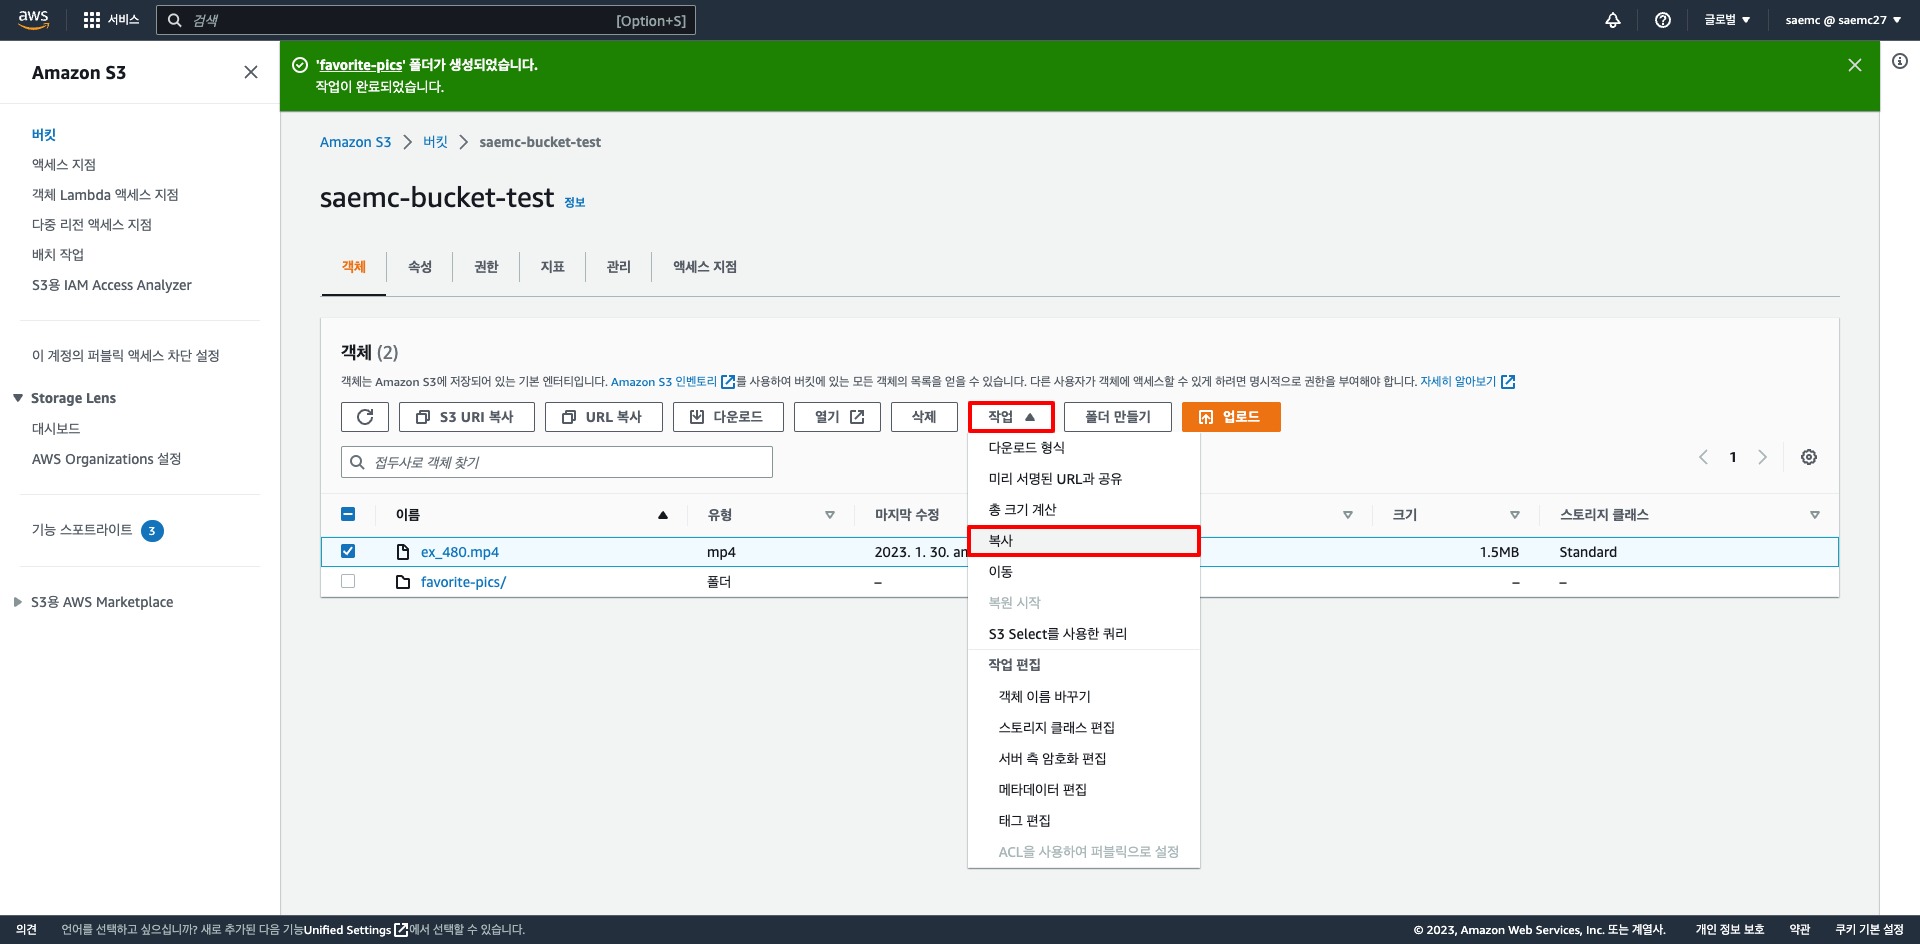 aws
서비스
검색
[Option+S]
글로벌
saemc @ saemc27
Amazon S3
버킷
액세스 지점
객체 Lambda 액세스 지점
다중 리전 액세스 지점
배치 작업
S3용 IAM Access Analyzer
이 계정의 퍼블릭 액세스 차단 설정
Storage Lens
대시보드
AWS Organizations 설정
기능 스포트라이트 3
S3용 AWS Marketplace
'favorite-pics' 폴더가 생성되었습니다.
작업이 완료되었습니다.
Amazon S3 > 버킷 > saemc-bucket-test
saemc-bucket-test 정보
객체 속성 권한 지표 관리 액세스 지점
객체 (2)
객체는 Amazon S3에 저장되어 있는 기본 엔터티입니다. Amazon S3 인벤토리를 사용하여 버킷에 있는 모든 객체의 목록을 얻을 수 있습니다. 다른 사용자가 객체에 액세스할 수 있게 하려면 명시적으로 권한을 부여해야 합니다. 자세히 알아보기
S3 URI 복사 URL 복사 다운로드 열기 삭제 작업 폴더 만들기 업로드
접두사로 객체 찾기
1
이름 유형 마지막 수정 크기 스토리지 클래스
ex_480.mp4 mp4 2023. 1. 30. am 1.5MB Standard
favorite-pics/ 폴더 – – –
다운로드 형식
미리 서명된 URL과 공유
총 크기 계산
복사
이동
복원 시작
S3 Select를 사용한 쿼리
작업 편집
객체 이름 바꾸기
스토리지 클래스 편집
서버 측 암호화 편집
메타데이터 편집
태그 편집
ACL을 사용하여 퍼블릭으로 설정
의견
언어를 선택하고 싶으십니까? 새로 추가된 다음 기능Unified Settings에서 선택할 수 있습니다.
© 2023, Amazon Web Services, Inc. 또는 계열사.
개인 정보 보호
약관
쿠키 기본 설정